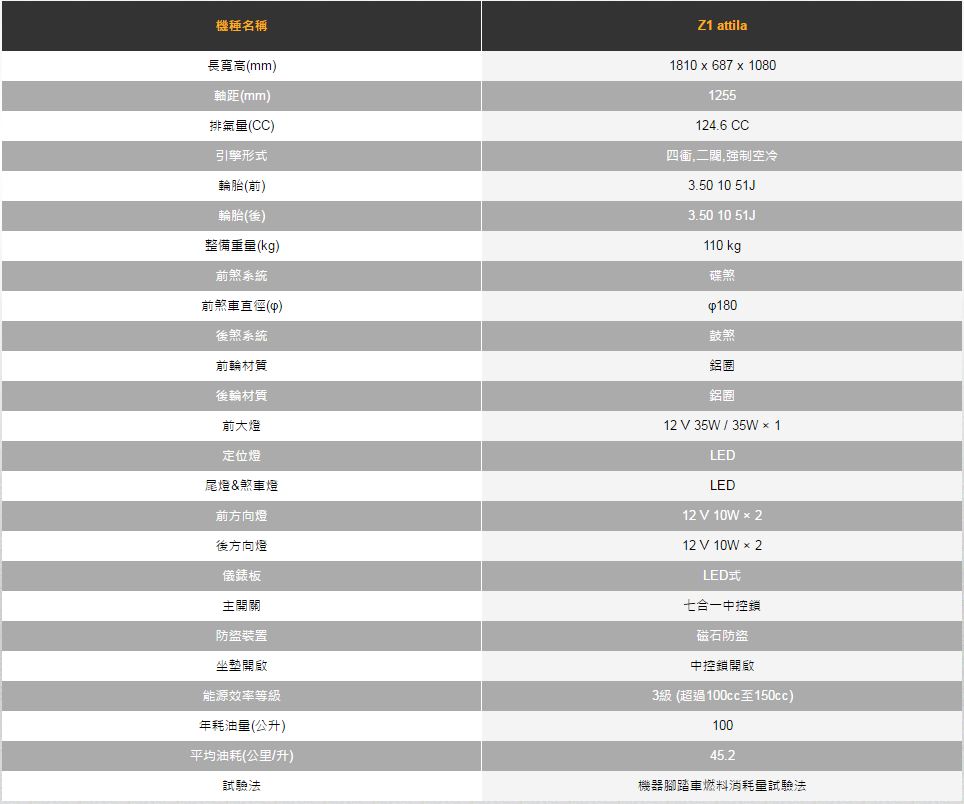 機種名稱 Z1 attila
長寬高(mm) 1810 x 687 x 1080
軸距(mm) 1255
排氣量(CC) 124.6 CC
引擎形式 四衝,二閥,強制空冷
輪胎(前) 3.50 10 51J
輪胎(後) 3.50 10 51J
整備重量(kg) 110 kg
前煞系統 碟煞
前煞車直徑(φ) φ180
後煞系統 鼓煞
前輪材質 鋁圈
後輪材質 鋁圈
前大燈 12 V 35W / 35W × 1
定位燈 LED
尾燈&煞車燈 LED
前方向燈 12 V 10W × 2
後方向燈 12 V 10W × 2
儀錶板 LED式
主開關 七合一中控鎖
防盜裝置 磁石防盜
坐墊開啟 中控鎖開啟
能源效率等級 3級 (超過100cc至150cc)
年耗油量(公升) 100
平均油耗(公里/升) 45.2
試驗法 機器腳踏車燃料消耗量試驗法